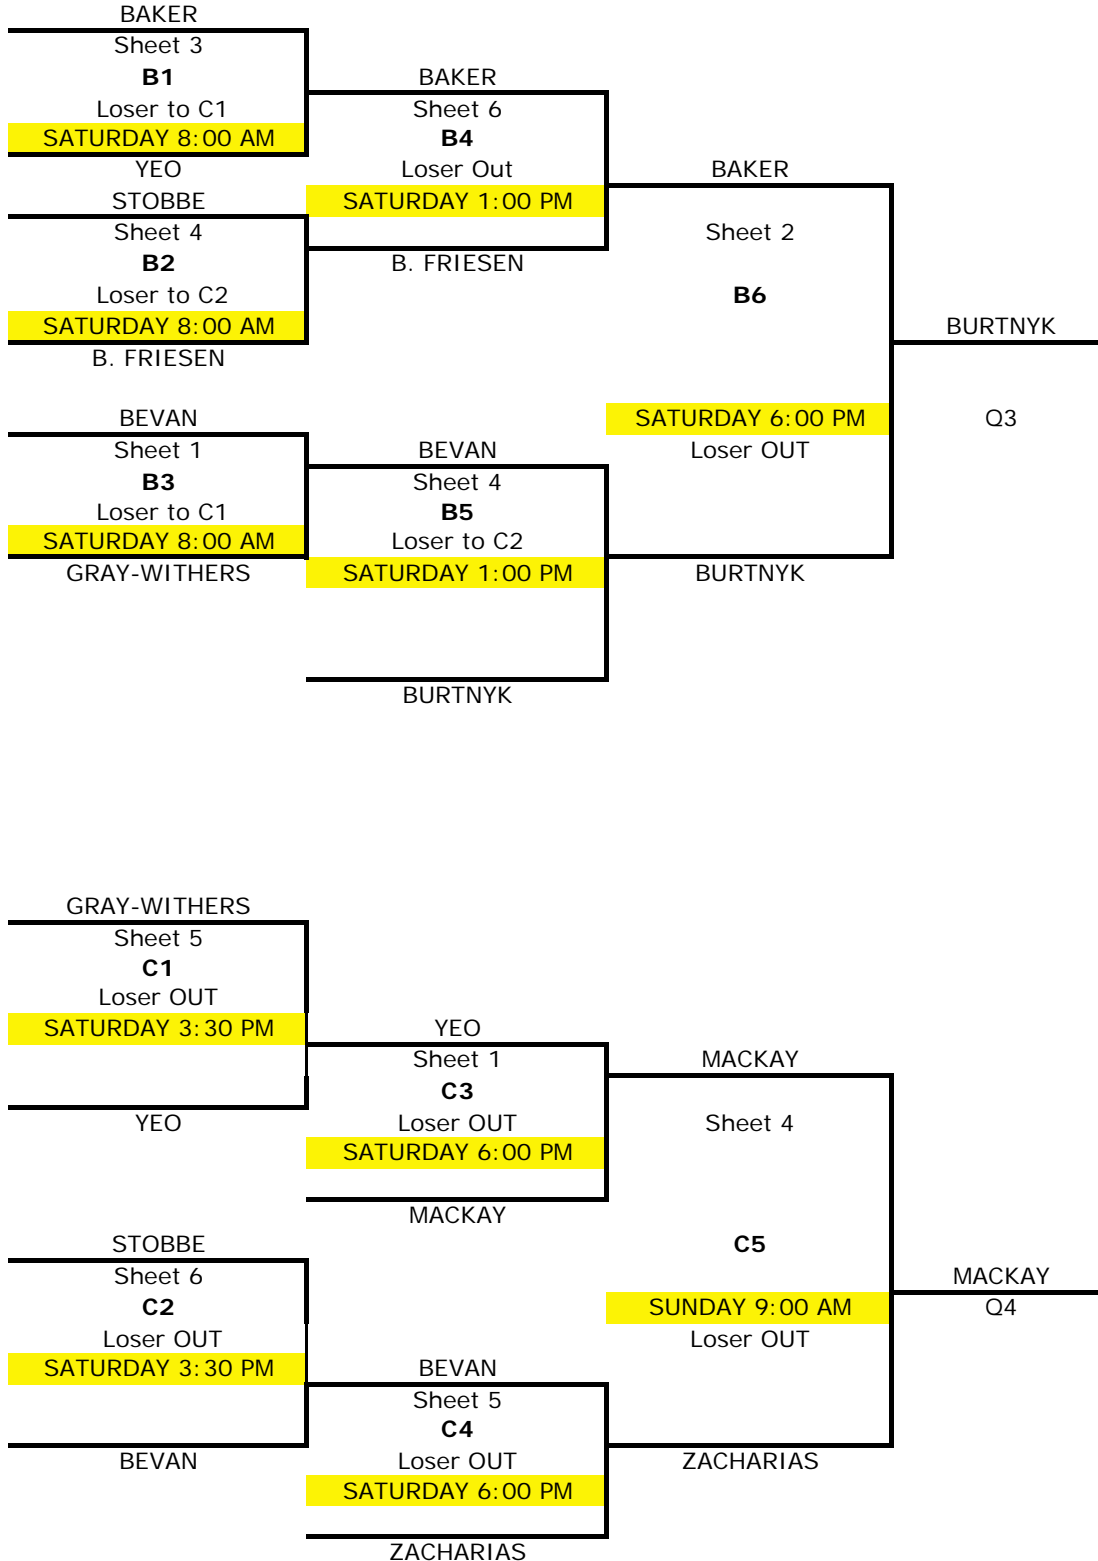 BAKER
Sheet 3
B1
Loser to C1
SATURDAY 8:00 AM
YEO
STOBBE
Sheet 4
B2
Loser to C2
SATURDAY 8:00 AM
B. FRIESEN
BEVAN
Sheet 1
B3
Loser to C1
SATURDAY 8:00 AM
GRAY-WITHERS
BAKER
Sheet 6
B4
Loser Out
SATURDAY 1:00 PM
B. FRIESEN
BEVAN
Sheet 4
B5
Loser to C2
SATURDAY 1:00 PM
BURTNYK
BAKER
Sheet 2
B6
SATURDAY 6:00 PM
Loser OUT
BURTNYK
BURTNYK
Q3
GRAY-WITHERS
Sheet 5
C1
Loser OUT
SATURDAY 3:30 PM
YEO
STOBBE
Sheet 6
C2
Loser OUT
SATURDAY 3:30 PM
BEVAN
YEO
Sheet 1
C3
Loser OUT
SATURDAY 6:00 PM
MACKAY
BEVAN
Sheet 5
C4
Loser OUT
SATURDAY 6:00 PM
ZACHARIAS
MACKAY
Sheet 4
C5
SUNDAY 9:00 AM
Loser OUT
ZACHARIAS
MACKAY
Q4